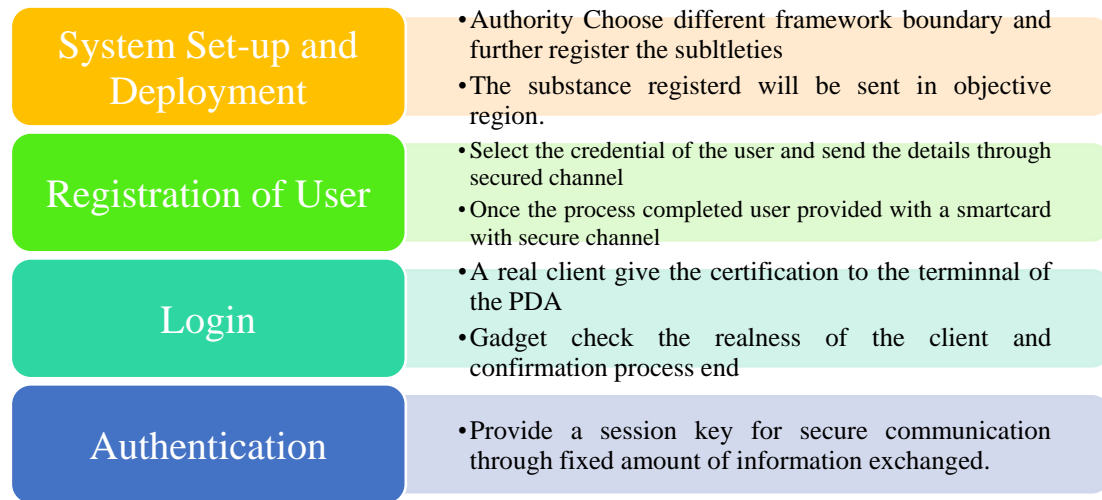 System Set-up and
Deployment
•Authority Choose different framework boundary and
further register the subltleties
•The substance registerd will be sent in objective
region.
Registration of User
•Select the credential of the user and send the details through
secured channel
•Once the process completed user provided with a smartcard
with secure channel
Login
•A real client give the certification to the terminnal of
the PDA
•Gadget check the realness of the client and
confirmation process end
Authentication
•Provide a session key for secure communication
through fixed amount of information exchanged.